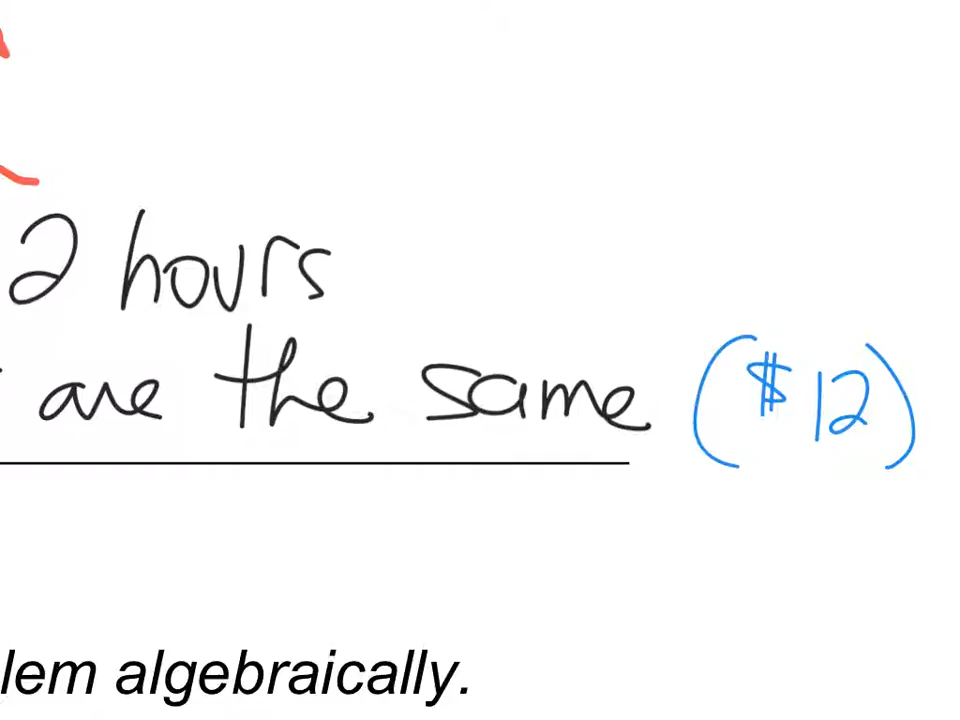 2 hours
are the same ($12)
lem algebraically.